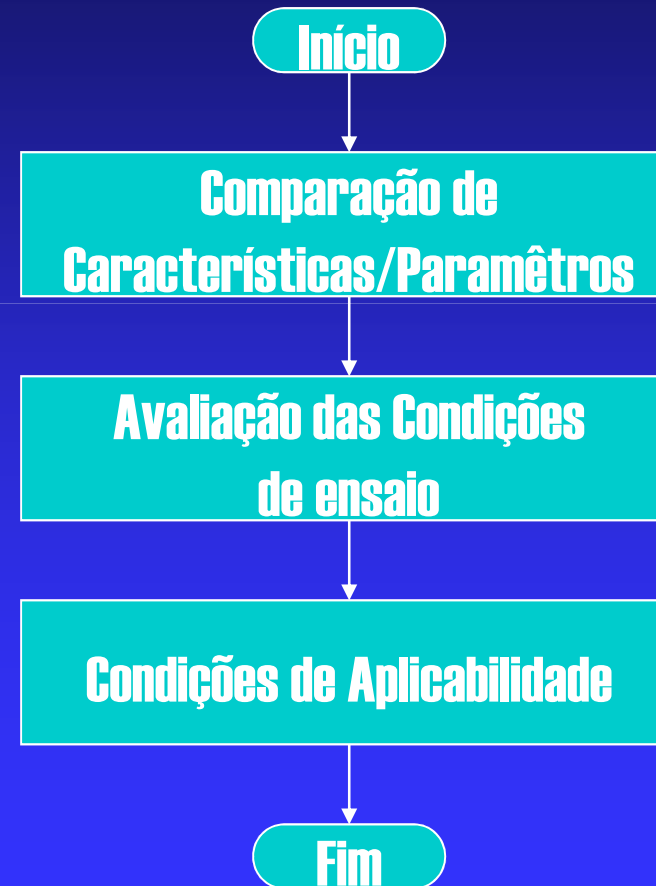 Início
Comparação de
Características/Paramêtros
Avaliação das Condições
de ensaio
Condições de Aplicabilidade
Fim